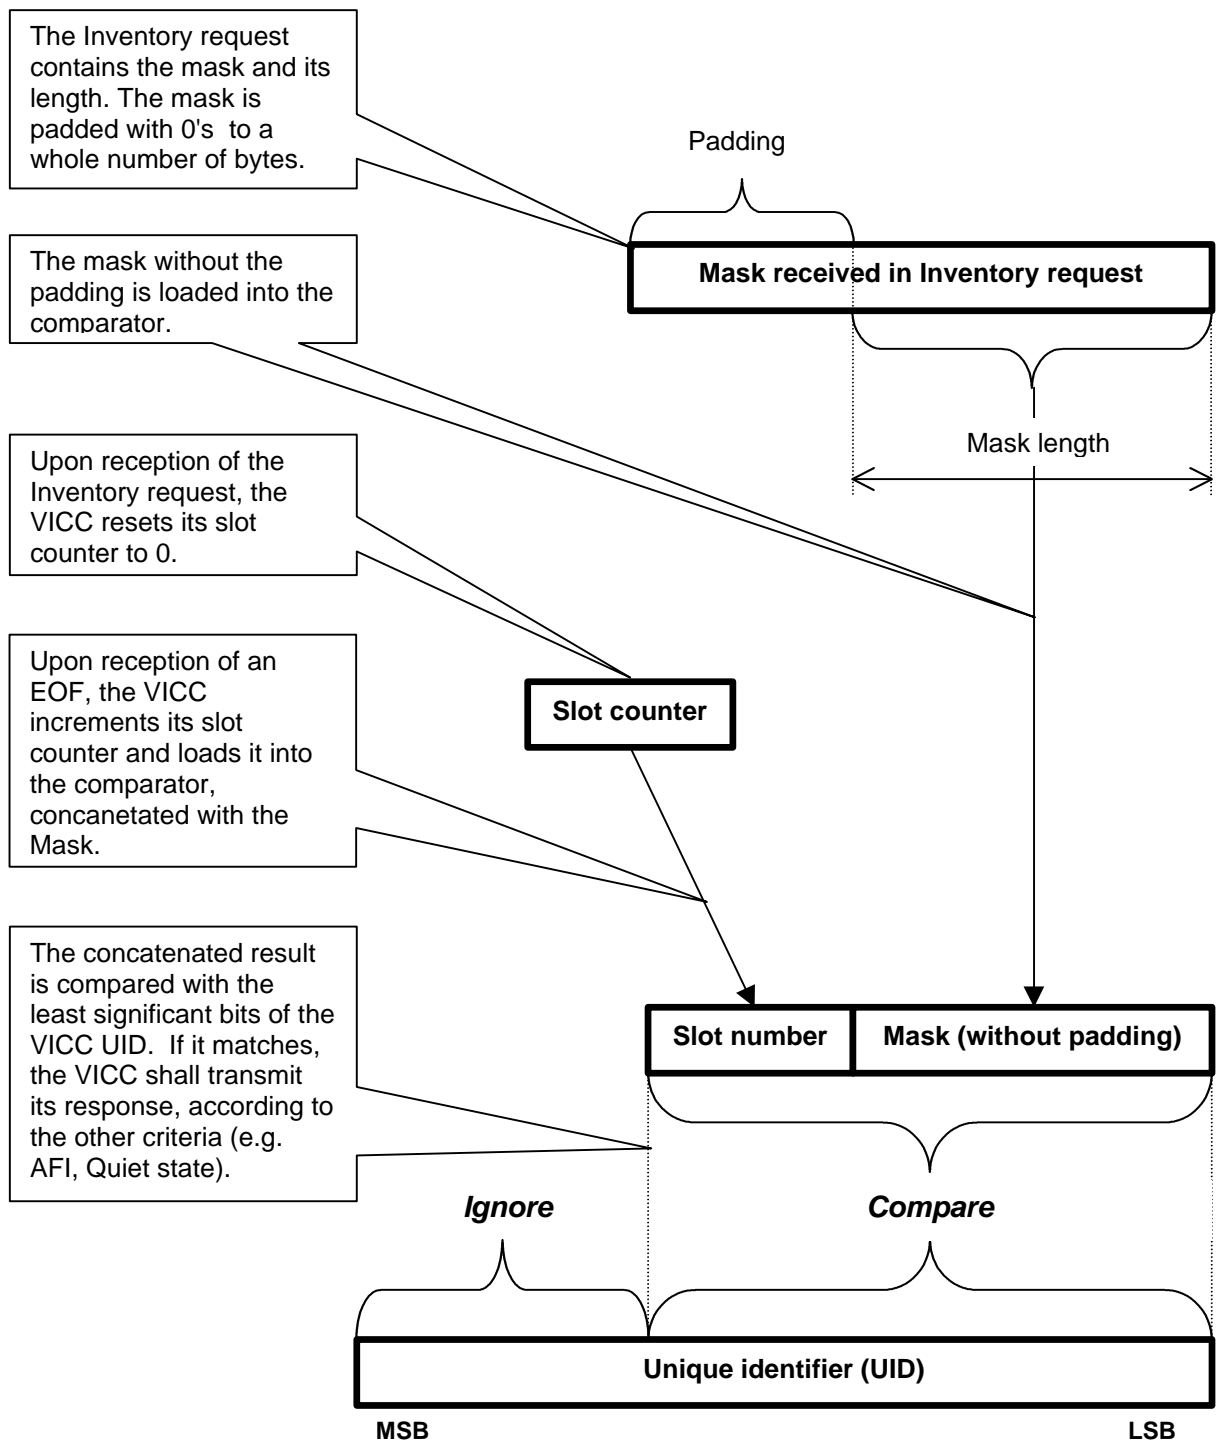 The Inventory request
contains the mask and its
length. The mask is
padded with 0's to a
whole number of bytes.
Padding
Mask received in Inventory request
The mask without the
padding is loaded into the
comparator.
Mask length
Upon reception of the
Inventory request, the
VICC resets its slot
counter to 0.
Upon reception of an
EOF, the VICC
increments its slot
counter and loads it into
the comparator,
concanetated with the
Mask.
Slot counter
The concatenated result
is compared with the
least significant bits of the
VICC UID. If it matches,
the VICC shall transmit
its response, according to
the other criteria (e.g.
AFI, Quiet state).
Slot number
Mask (without padding)
Ignore
Compare
Unique identifier (UID)
MSB
LSB